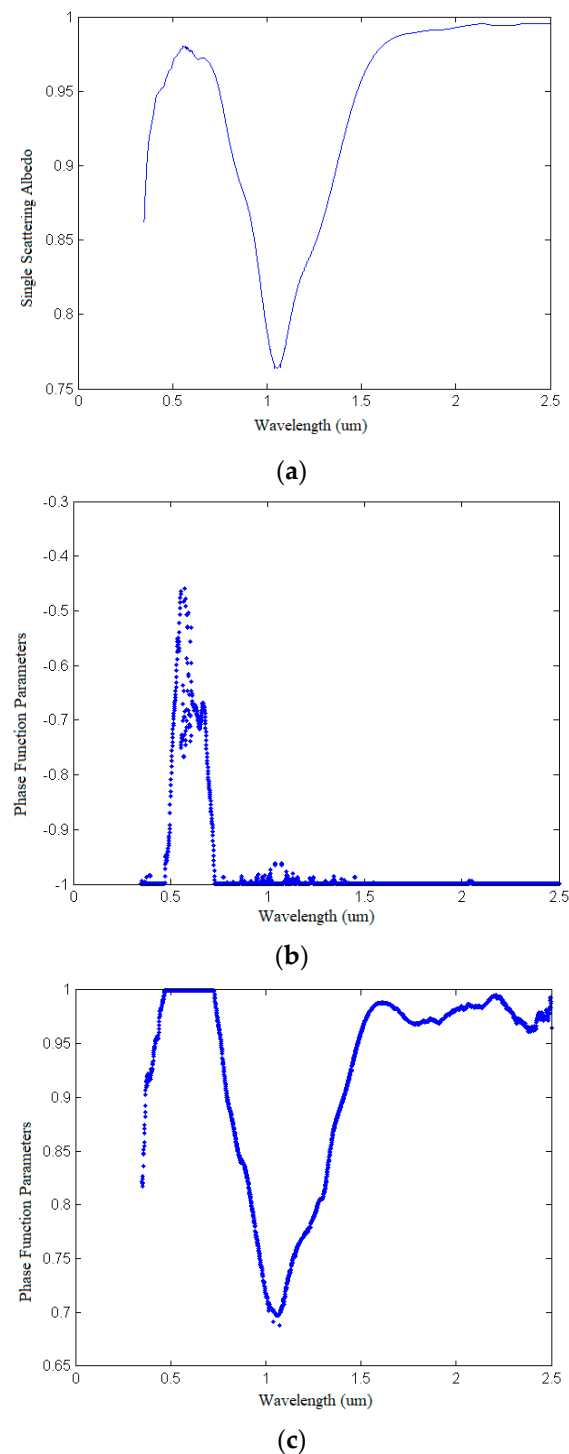 1
0.95
0.9
0.85
0.8
0.75
Single Scattering Albedo
0 0.5 1 1.5 2 2.5
Wavelength (um)
(a)
-0.3
-0.4
-0.5
-0.6
-0.7
-0.8
-0.9
-1
Phase Function Parameters
0 0.5 1 1.5 2 2.5
Wavelength (um)
(b)
1
0.95
0.9
0.85
0.8
0.75
0.7
0.65
Phase Function Parameters
0 0.5 1 1.5 2 2.5
Wavelength (um)
(c)